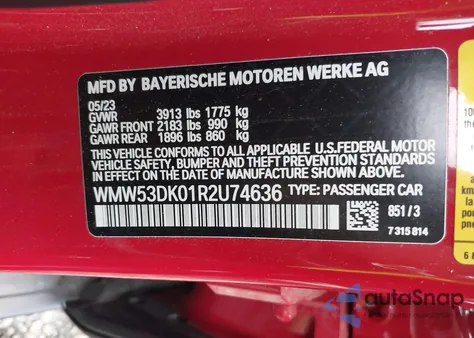 MFD BY BAYERISCHE MOTOREN WERKE AG
05/23
GVWR 3913 lbs 1775 kg
GAWR FRONT 2183 lbs 990 kg
GAWR REAR 1896 lbs 860 kg
THIS VEHICLE CONFORMS TO ALL APPLICABLE U.S.FEDERAL MOTOR
VEHICLE SAFETY, BUMPER AND THEFT PREVENTION STANDARDS
IN EFFECT ON THE DATE OF MANUFACTURE SHOWN ABOVE.
WMW53DK01R2U74636 TYPE: PASSENGER CAR
851/3
7315814
autoSnap